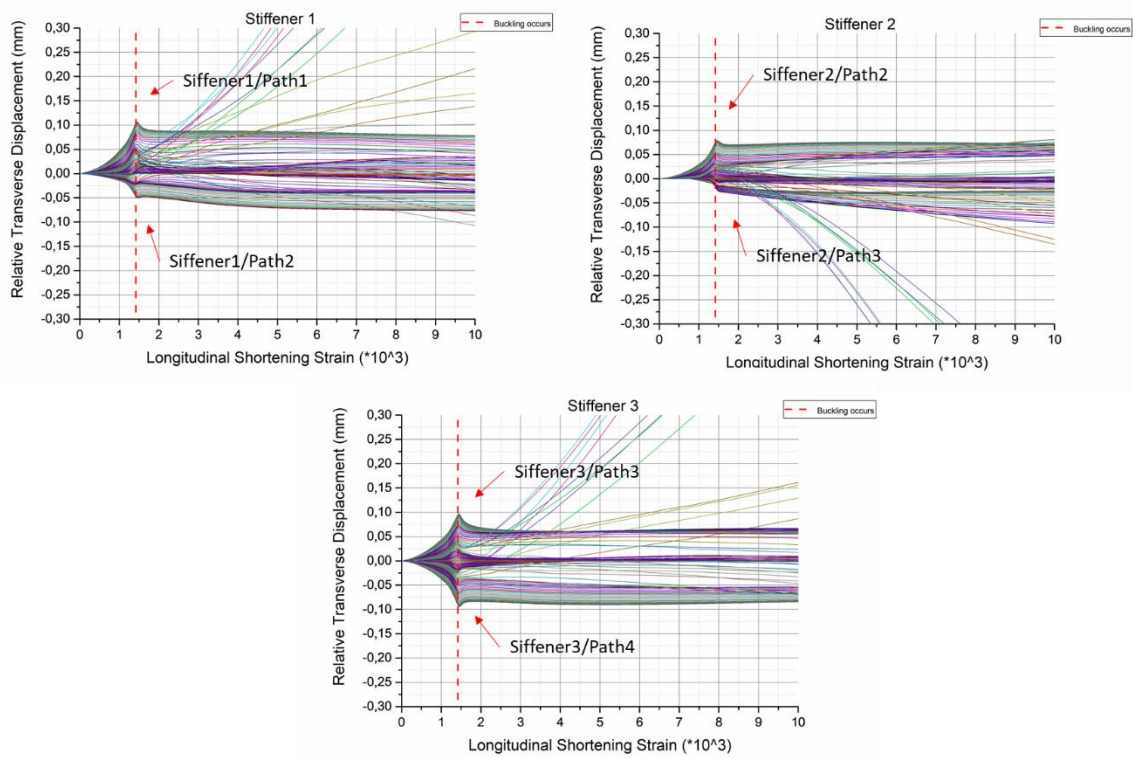 Stiffener 1
Buckling occurs
0,30
0,25
0,20
0,15
0,10
0,05
0,00
-0,05
-0,10
-0,15
-0,20
-0,25
-0,30
Relative Transverse Displacement (mm)
Siffener1/Path1
Siffener1/Path2
0 1 2 3 4 5 6 7 8 9 10
Longitudinal Shortening Strain (*10^3)
Stiffener 2
Buckling occurs
0,30
0,25
0,20
0,15
0,10
0,05
0,00
-0,05
-0,10
-0,15
-0,20
-0,25
-0,30
Relative Transverse Displacement (mm)
Siffener2/Path2
Siffener2/Path3
0 1 2 3 4 5 6 7 8 9 10
Longitudinal Shortening Strain (*10^3)
Stiffener 3
Buckling occurs
0,30
0,25
0,20
0,15
0,10
0,05
0,00
-0,05
-0,10
-0,15
-0,20
-0,25
-0,30
Relative Transverse Displacement (mm)
Siffener3/Path3
Siffener3/Path4
0 1 2 3 4 5 6 7 8 9 10
Longitudinal Shortening Strain (*10^3)